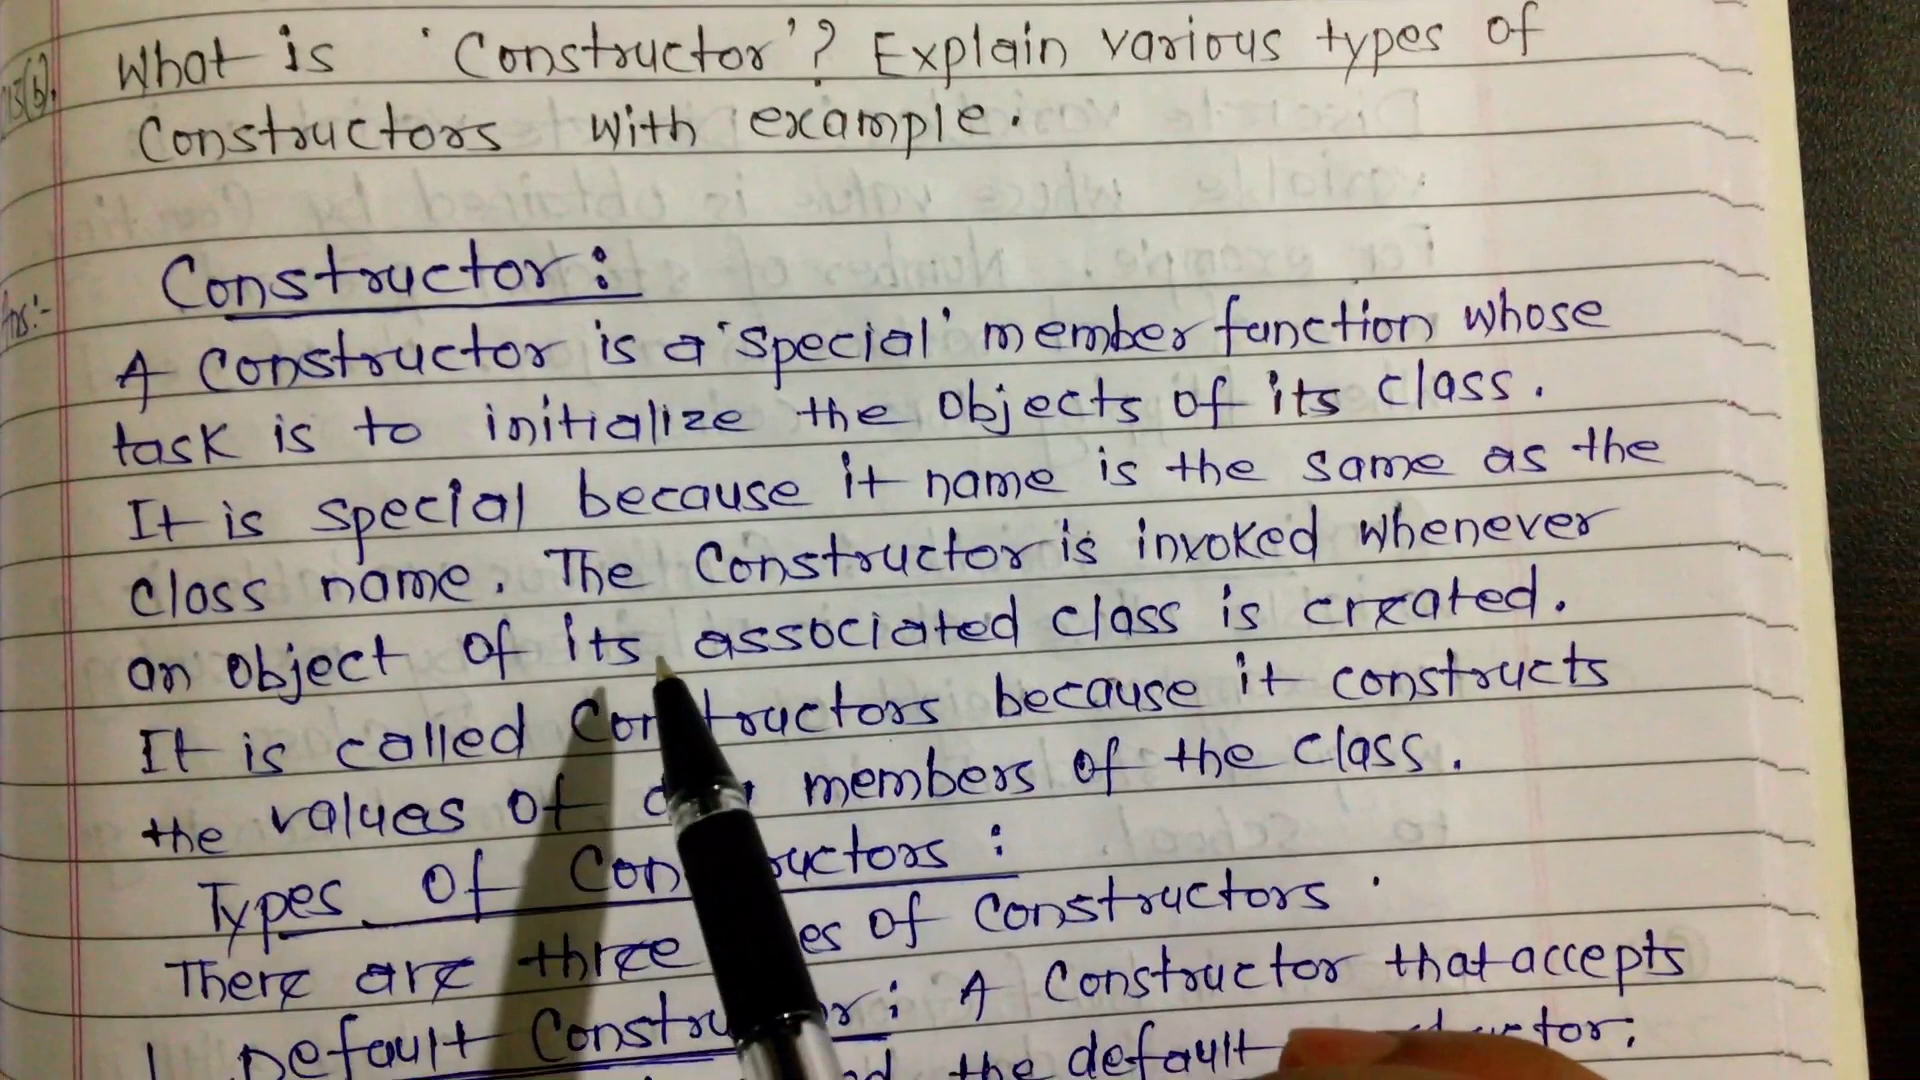 15(b). What is 'Constructor'? Explain various types of
Constructors with example.
Constructor:
Ans:-
A Constructor is a 'special' member function whose
task is to initialize the objects of its class.
It is special because it name is the same as the
class name. The Constructor is invoked whenever
an object of its associated class is created.
It is called Constructors because it constructs
the values of members of the class.
Types of Constructors :
There are three of Constructors.
1. Default Constructor: A Constructor that accepts
the default